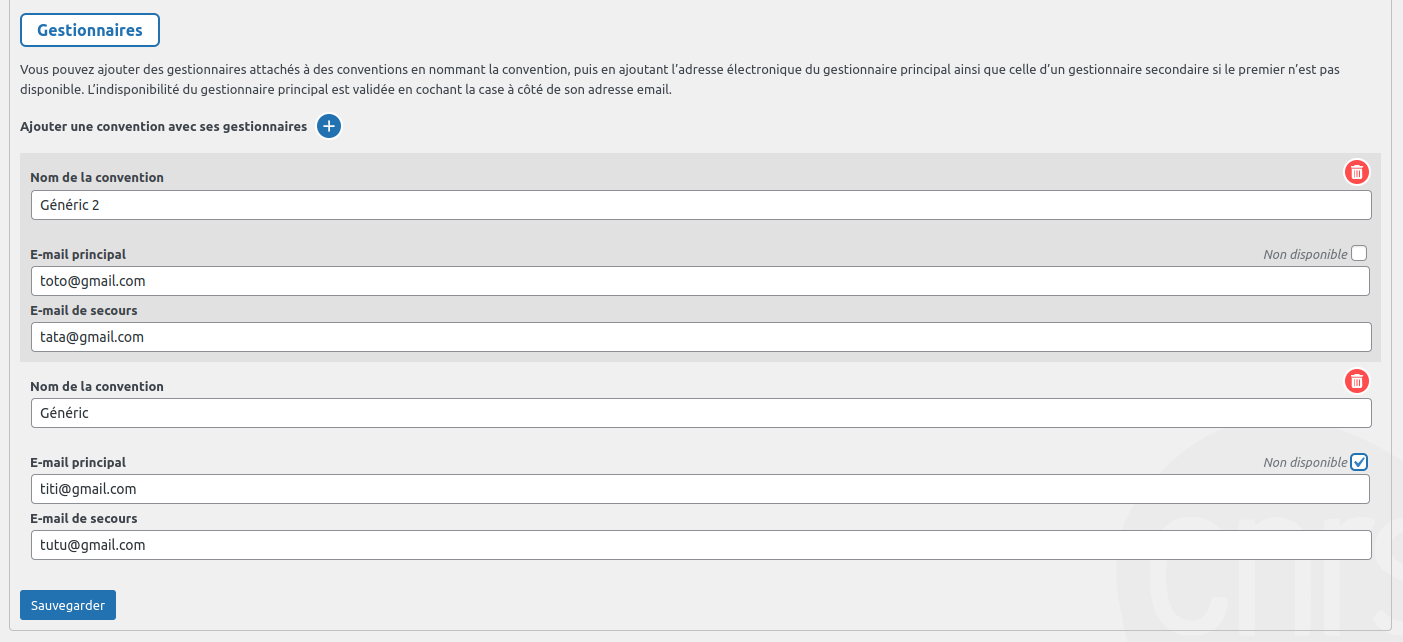 Gestionnaires
Vous pouvez ajouter des gestionnaires attachés à des conventions en nommant la convention, puis en ajoutant l'adresse électronique du gestionnaire principal ainsi que celle d'un gestionnaire secondaire si le premier n'est pas
disponible. L'indisponibilité du gestionnaire principal est validée en cochant la case à côté de son adresse email.
Ajouter une convention avec ses gestionnaires
Nom de la convention
Généric 2
E-mail principal
Non disponible
toto@gmail.com
E-mail de secours
tata@gmail.com
Nom de la convention
Généric
E-mail principal
Non disponible
titi@gmail.com
E-mail de secours
tutu@gmail.com
Sauvegarder
cnrs